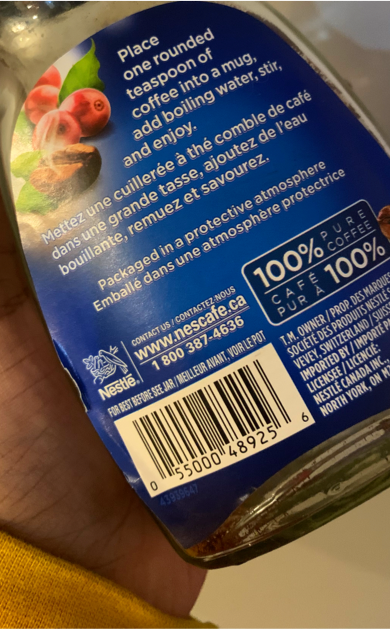 Place
one rounded
teaspoon of
coffee into a mug,
add boiling water, stir,
and enjoy.
Mettez une cuillerée à thé comble de café
dans une grande tasse, ajoutez de l'eau
bouillante, remuez et savourez.
Packaged in a protective atmosphere
Emballé dans une atmosphère protectrice
100% PURE COFFEE
CAFÉ PUR À 100%
CONTACT US / CONTACTEZ-NOUS
www.nescafe.ca
1 800 387-4636
Nestlé
FOR BEST BEFORE SEE JAR / MEILLEUR AVANT, VOIR LE POT
T.M. OWNER / PROP. DES MARQUES
SOCIÉTÉ DES PRODUITS NESTLÉ
VEVEY, SWITZERLAND / SUISSE
IMPORTED BY / IMPORTÉ
LICENSEE / LICENCIÉ
NESTLÉ CANADA INC.
NORTH YORK, ON
0 55000 48925 6